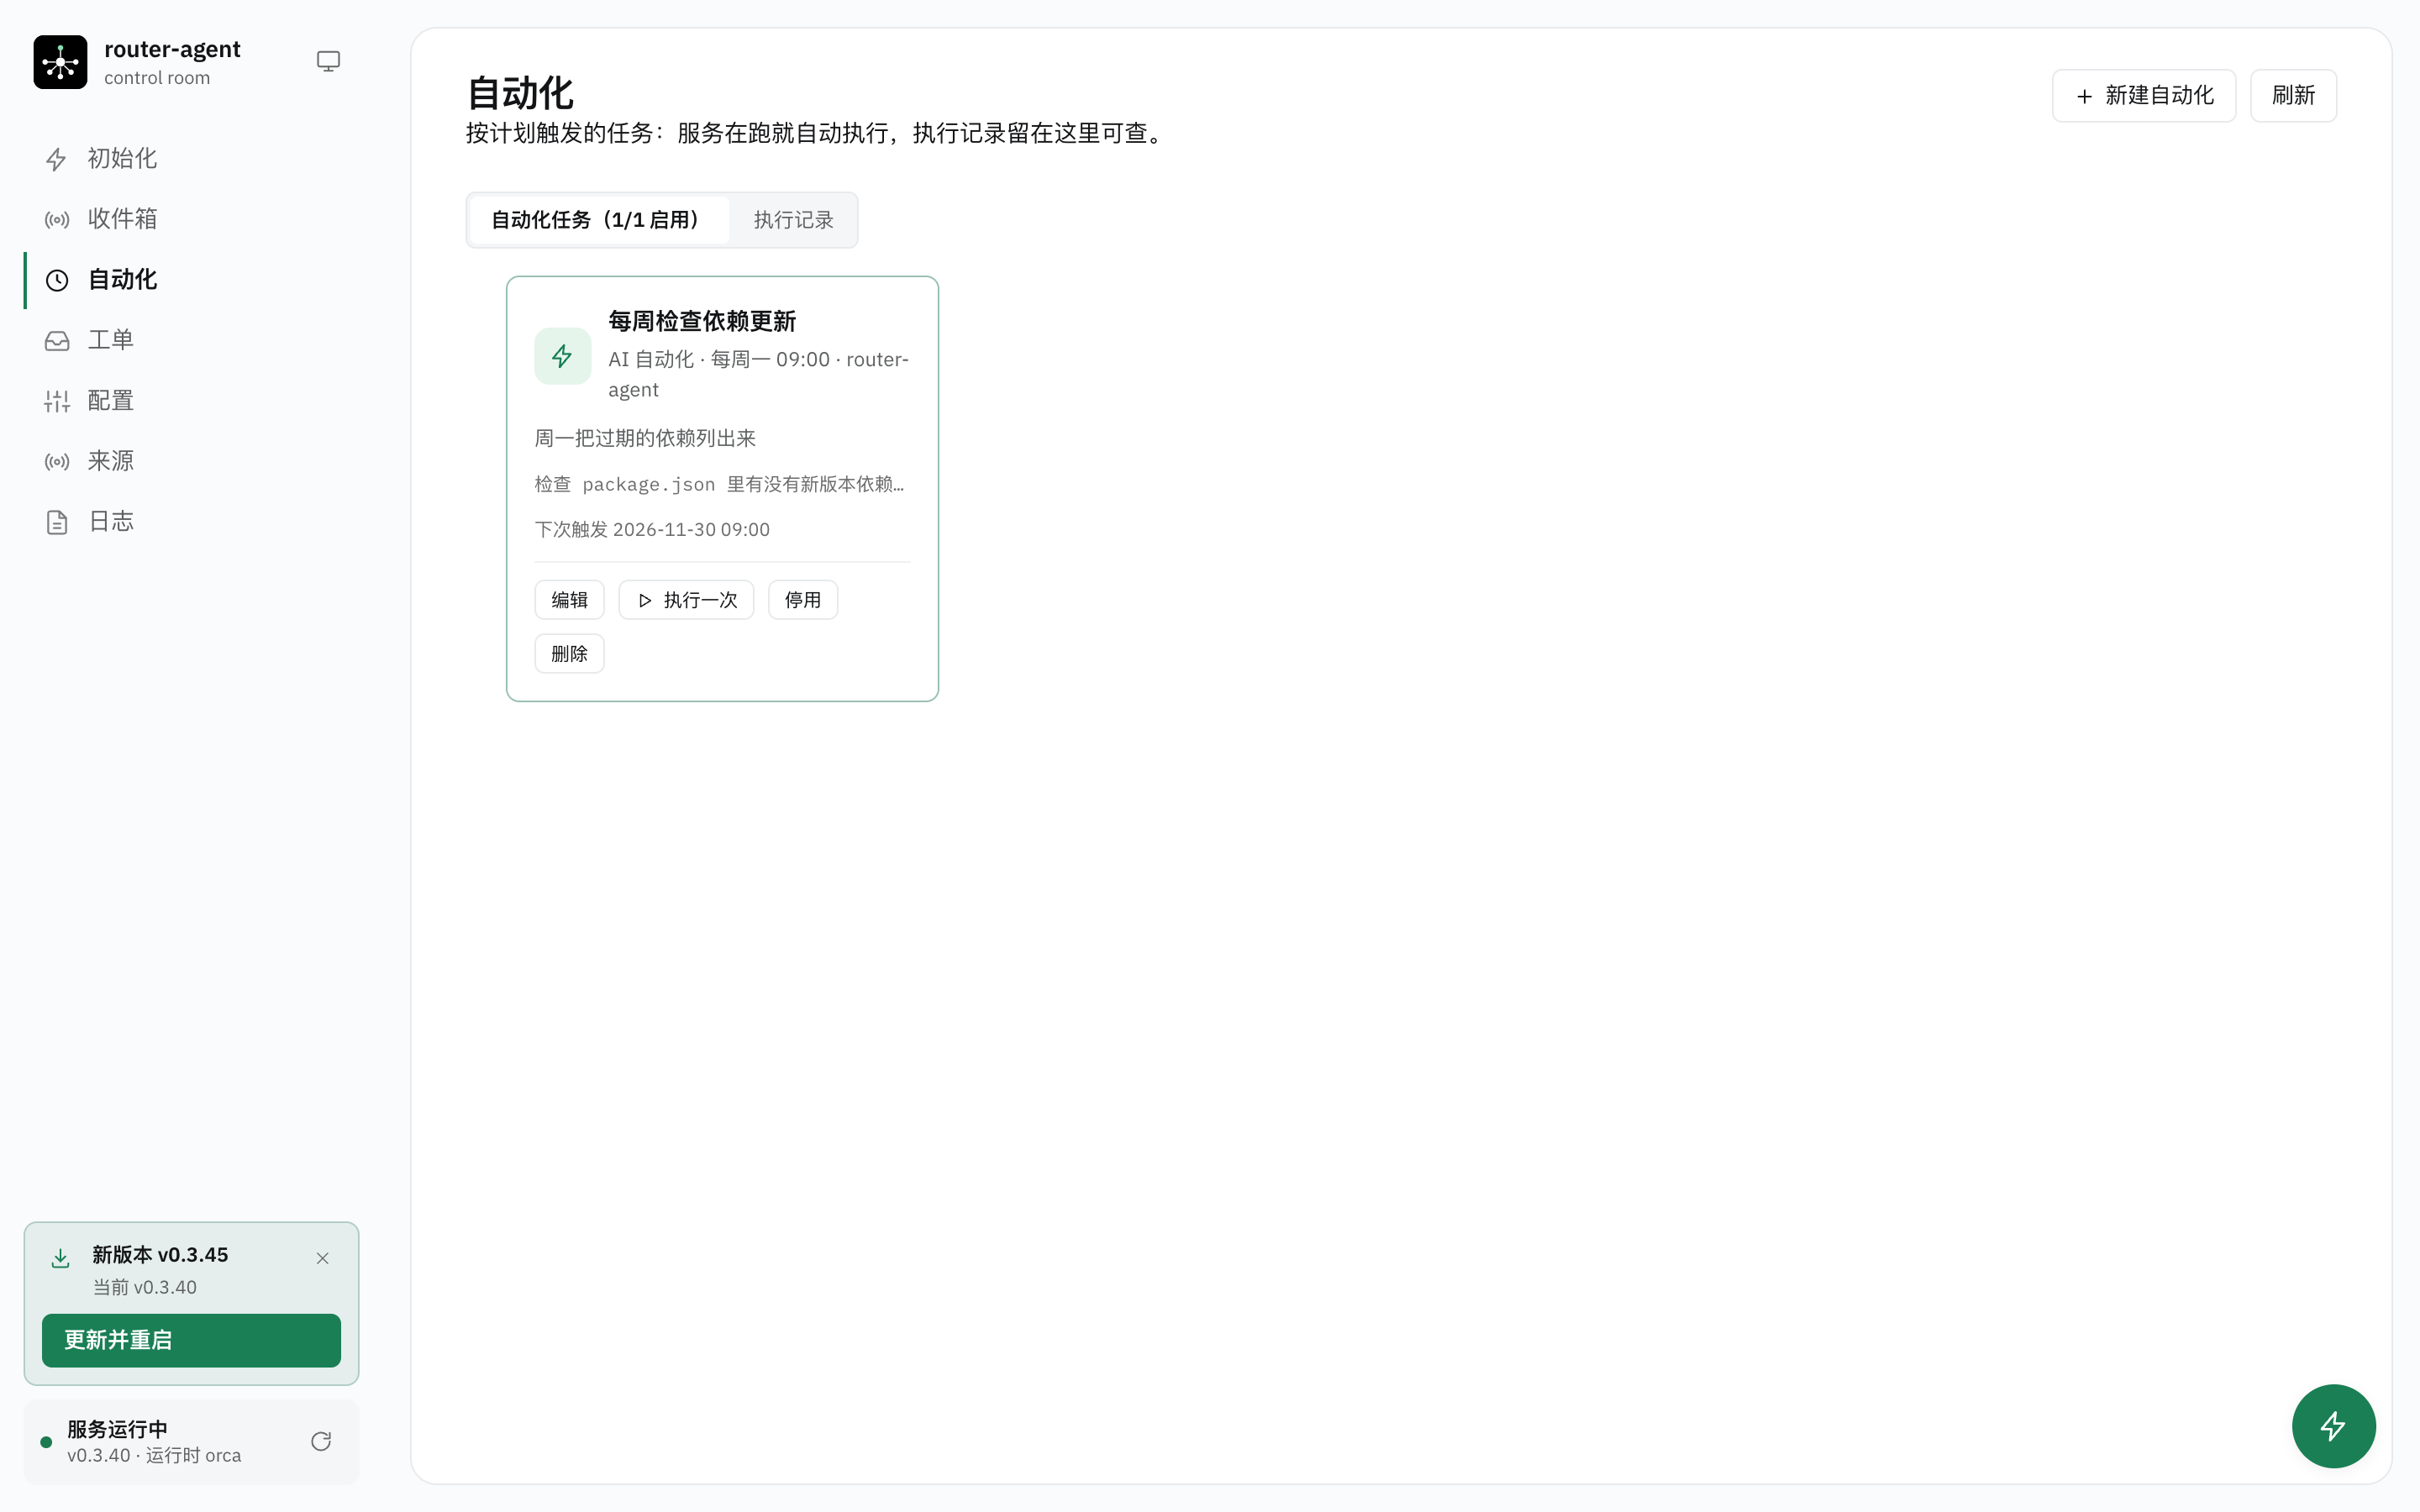 router-agent
control room
初始化
收件箱
自动化
工单
配置
来源
日志
新版本 v0.3.45
当前 v0.3.40
更新并重启
服务运行中
v0.3.40 · 运行时 orca
自动化
按计划触发的任务：服务在跑就自动执行，执行记录留在这里可查。
新建自动化
刷新
自动化任务（1/1 启用）
执行记录
每周检查依赖更新
AI 自动化 · 每周一 09:00 · router-
agent
周一把过期的依赖列出来
检查 package.json 里有没有新版本依赖…
下次触发 2026-11-30 09:00
编辑
执行一次
停用
删除